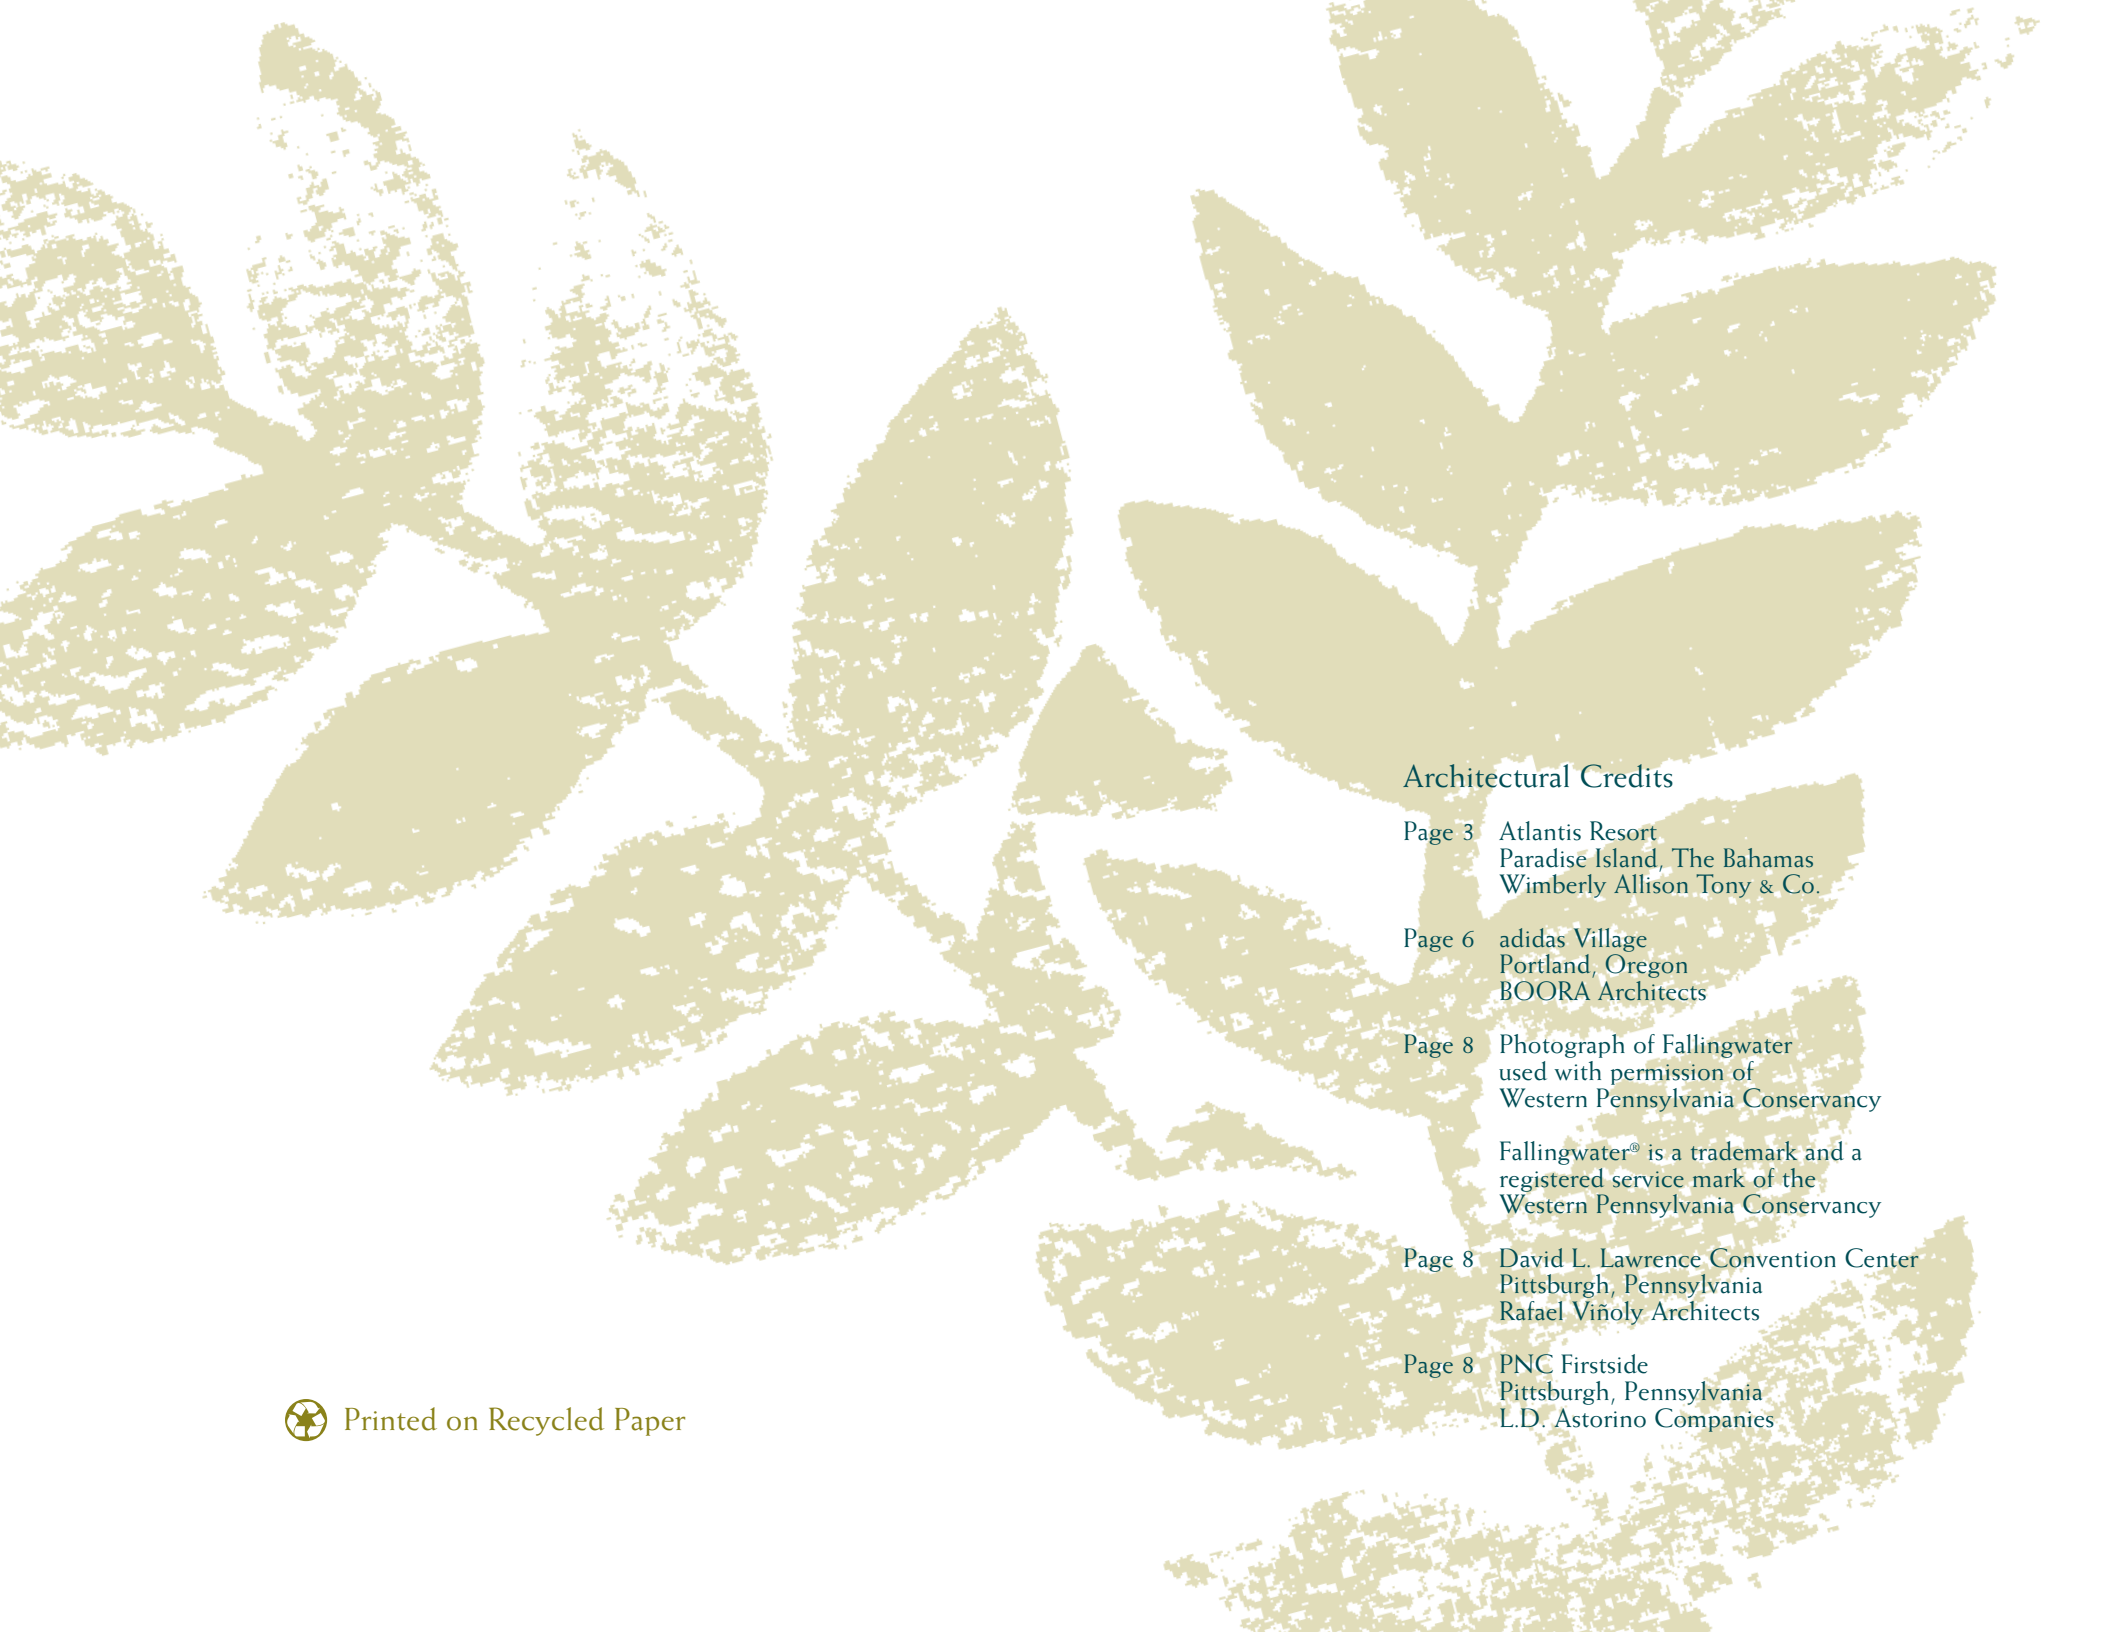 Architectural Credits
Page 3 Atlantis Resort
Paradise Island, The Bahamas
Wimberly Allison Tony & Co.
Page 6 adidas Village
Portland, Oregon
BOORA Architects
Page 8 Photograph of Fallingwater
used with permission of
Western Pennsylvania Conservancy
Fallingwater® is a trademark and a
registered service mark of the
Western Pennsylvania Conservancy
Page 8 David L. Lawrence Convention Center
Pittsburgh, Pennsylvania
Rafael Viñoly Architects
Page 8 PNC Firstside
Pittsburgh, Pennsylvania
L.D. Astorino Companies
Printed on Recycled Paper